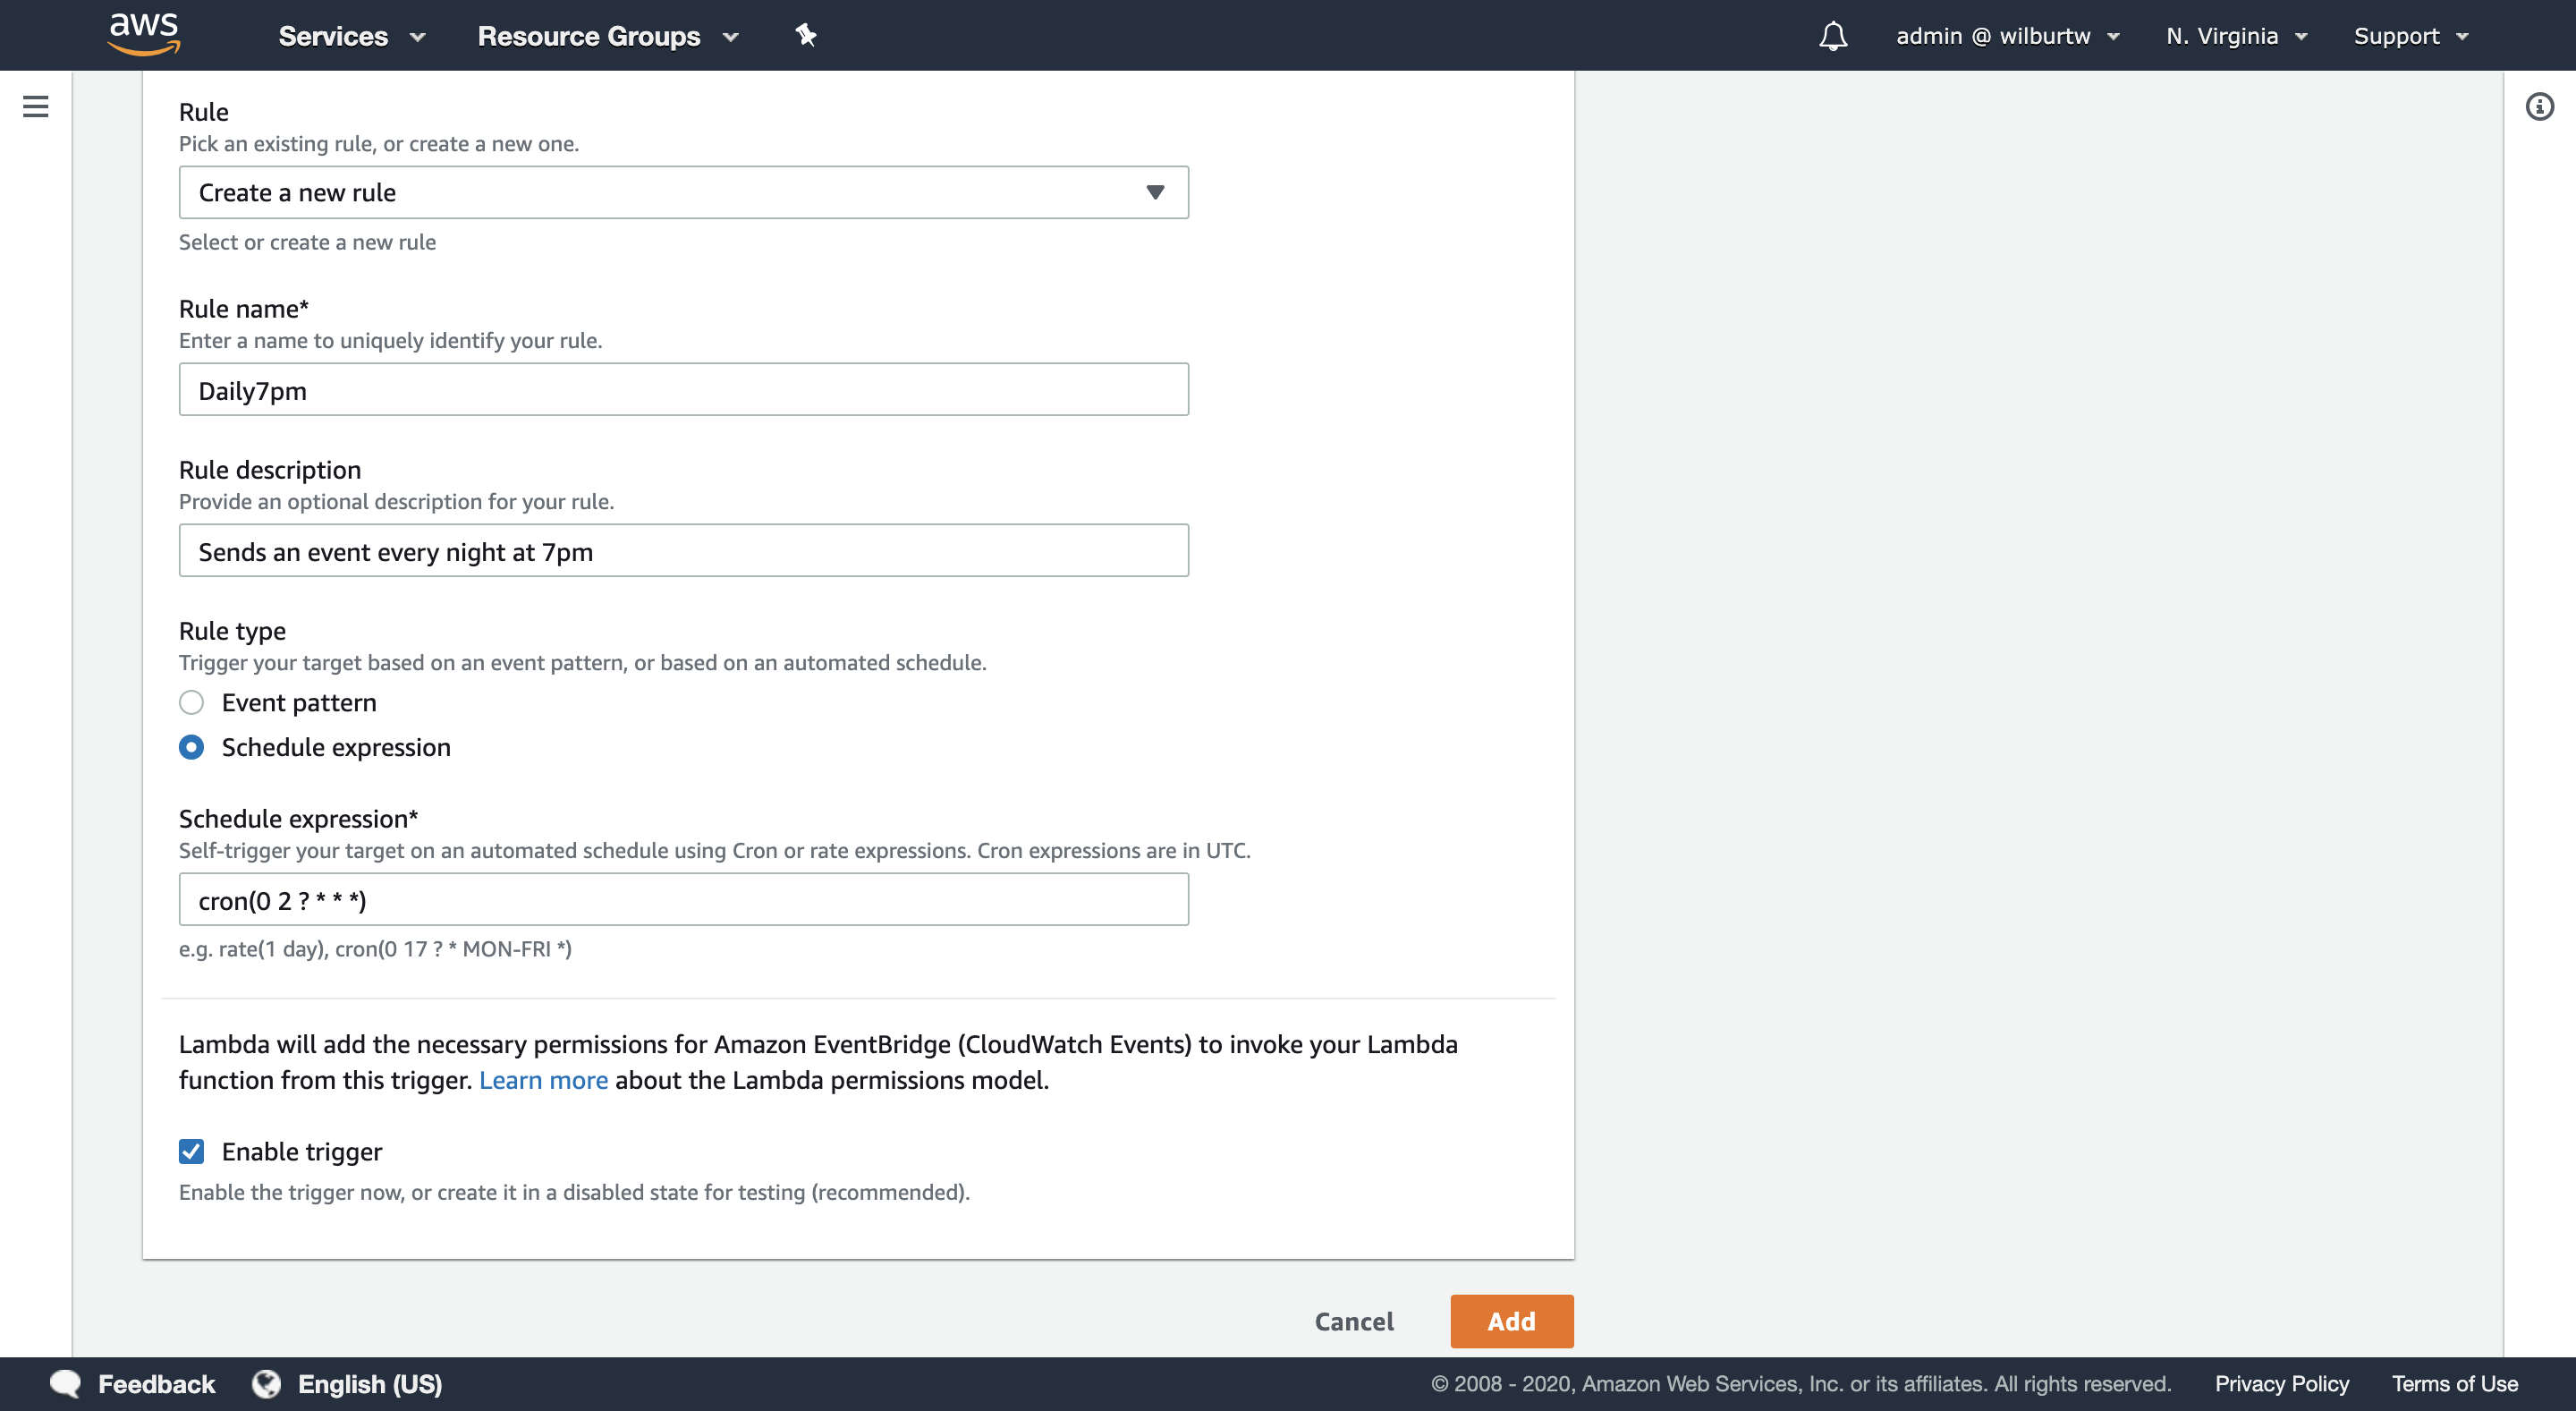 aws
Services
Resource Groups
admin @ wilburtw
N. Virginia
Support
Rule
Pick an existing rule, or create a new one.
Create a new rule
Select or create a new rule
Rule name*
Enter a name to uniquely identify your rule.
Daily7pm
Rule description
Provide an optional description for your rule.
Sends an event every night at 7pm
Rule type
Trigger your target based on an event pattern, or based on an automated schedule.
Event pattern
Schedule expression
Schedule expression*
Self-trigger your target on an automated schedule using Cron or rate expressions. Cron expressions are in UTC.
cron(0 2 ? * * *)
e.g. rate(1 day), cron(0 17 ? * MON-FRI *)
Lambda will add the necessary permissions for Amazon EventBridge (CloudWatch Events) to invoke your Lambda
function from this trigger. Learn more about the Lambda permissions model.
Enable trigger
Enable the trigger now, or create it in a disabled state for testing (recommended).
Cancel
Add
Feedback
English (US)
© 2008 - 2020, Amazon Web Services, Inc. or its affiliates. All rights reserved.
Privacy Policy
Terms of Use